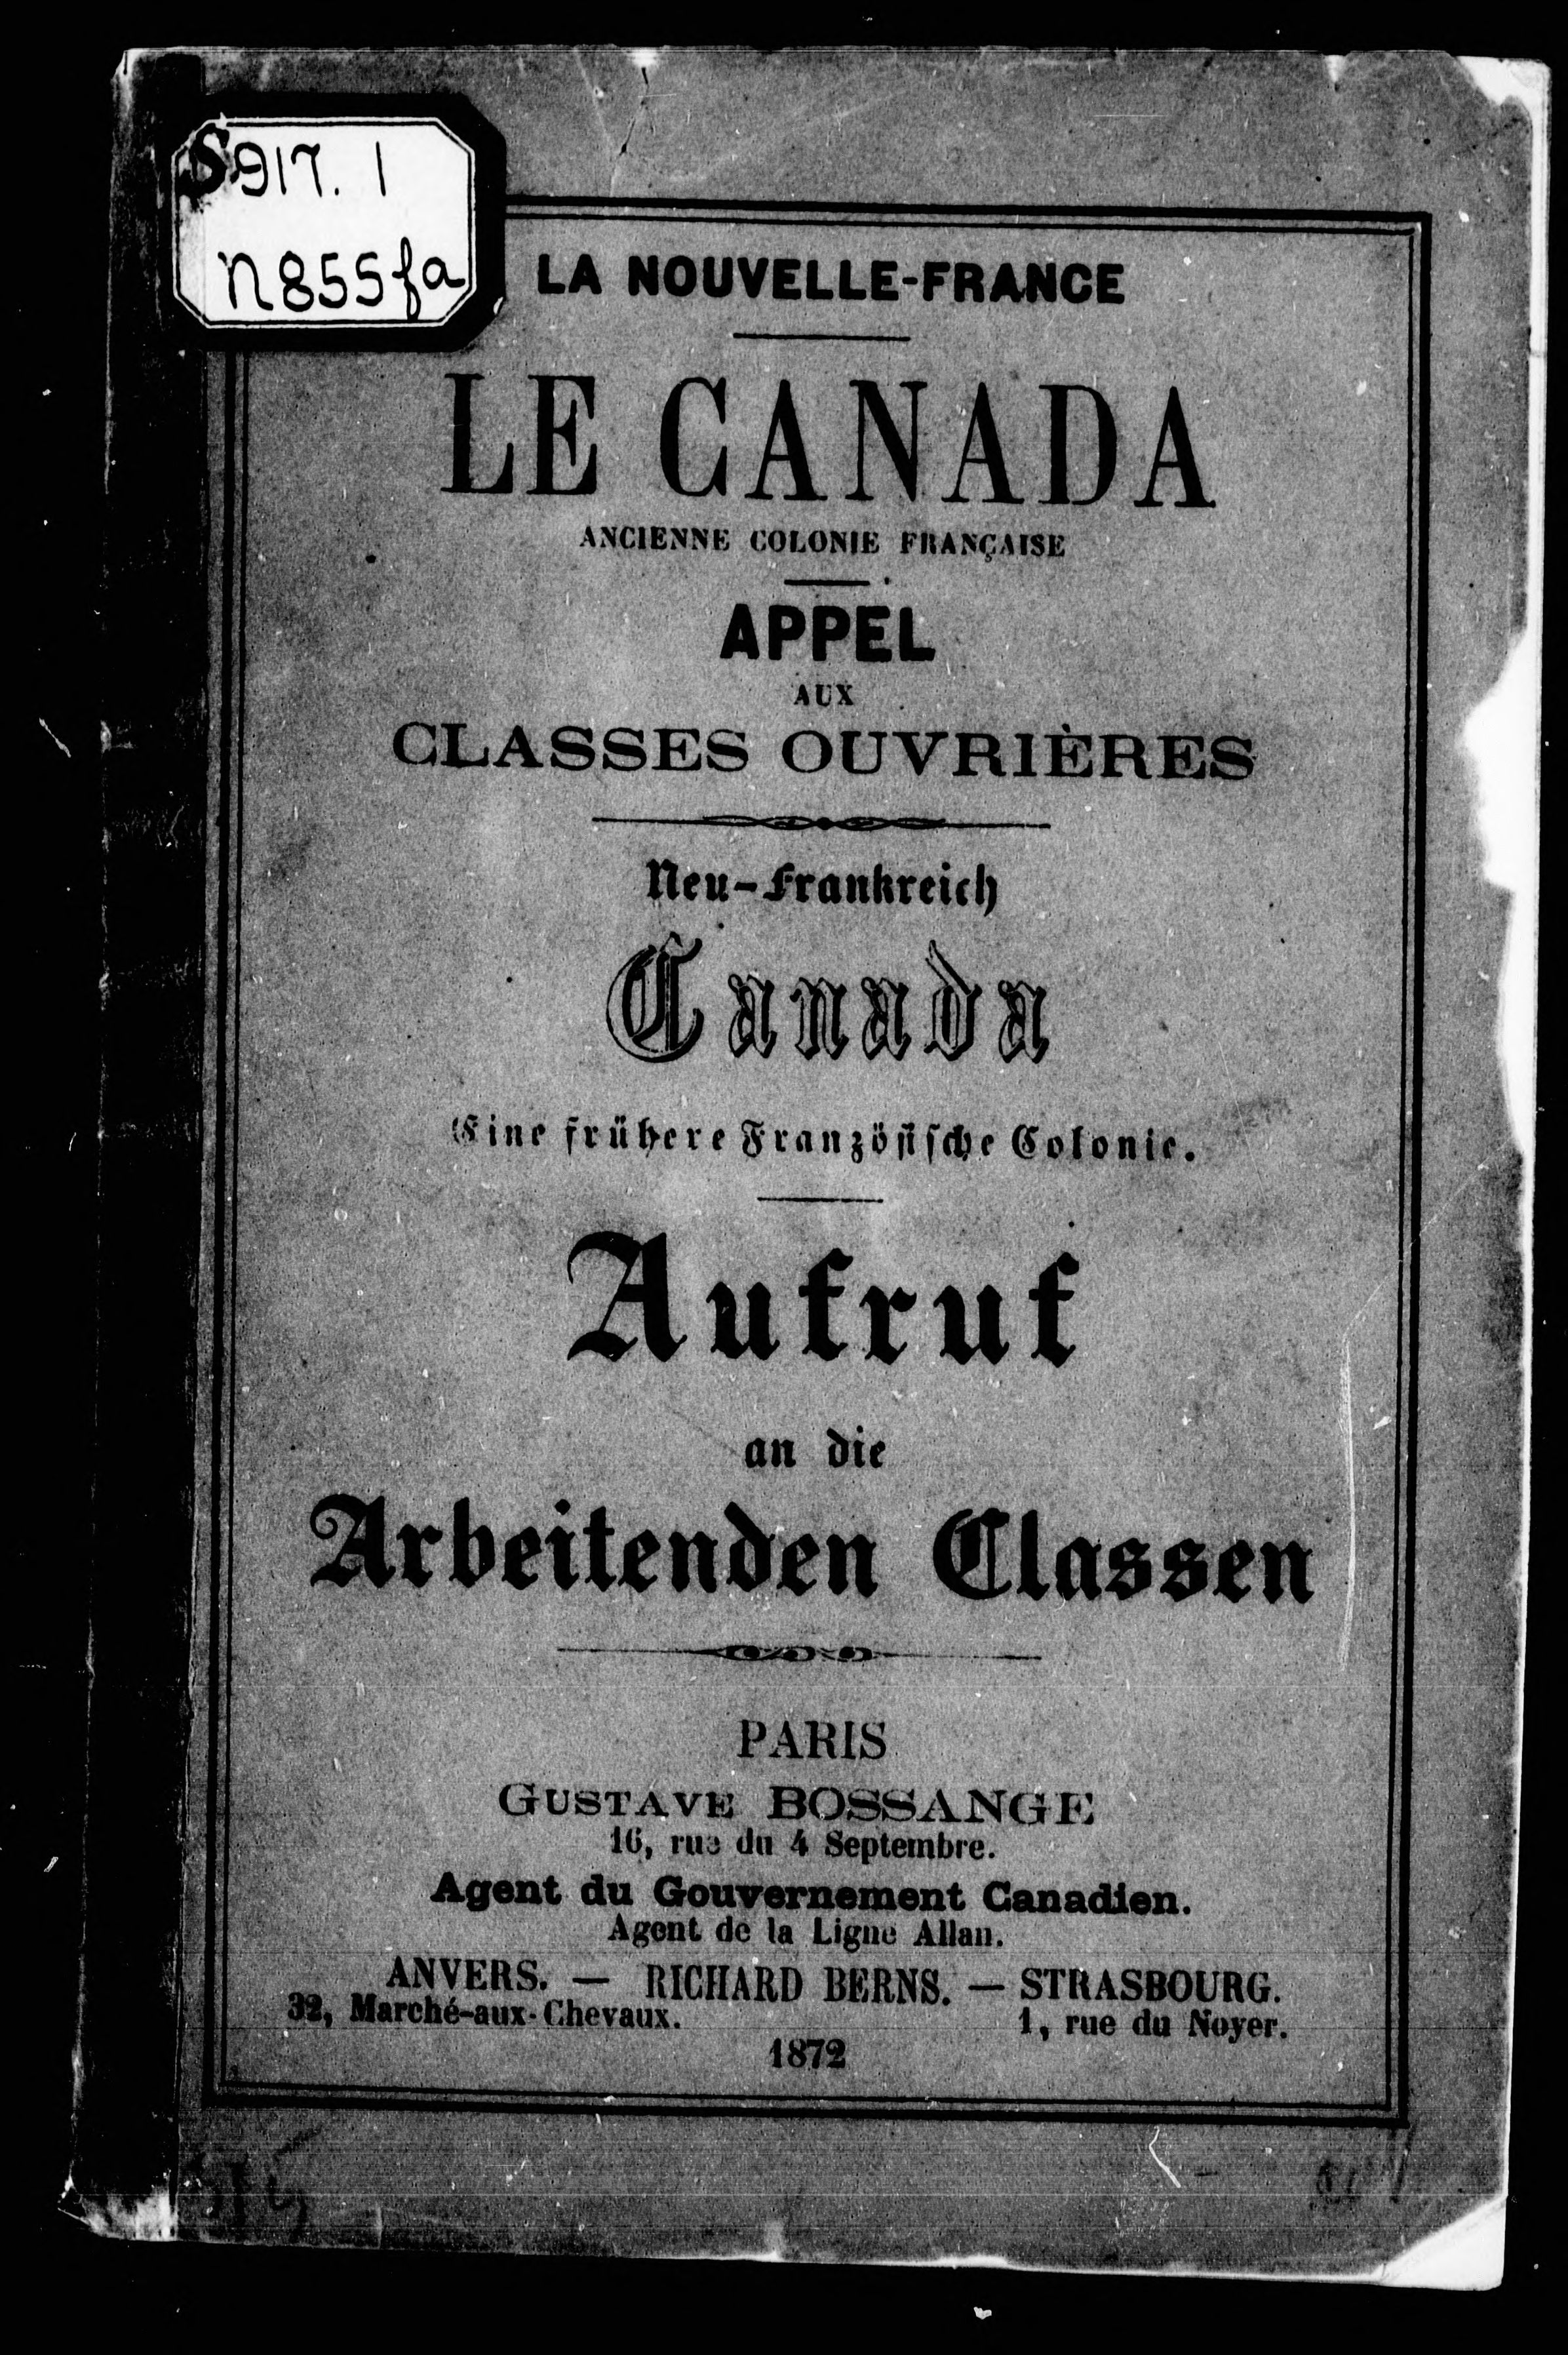 S917.1
n855fa
LA NOUVELLE-FRANCE
LE CANADA
ANCIENNE COLONIE FRANÇAISE
APPEL
AUX
CLASSES OUVRIÈRES
Neu-Frankreich
Canada
Eine frühere Französische Colonie.
Aufruf
an die
Arbeitenden Classen
PARIS
GUSTAVE BOSSANGE
16, rue du 4 Septembre.
Agent du Gouvernement Canadien.
Agent de la Ligne Allan.
ANVERS. — RICHARD BERNS. — STRASBOURG.
32, Marché-aux-Chevaux. 1, rue du Noyer.
1872